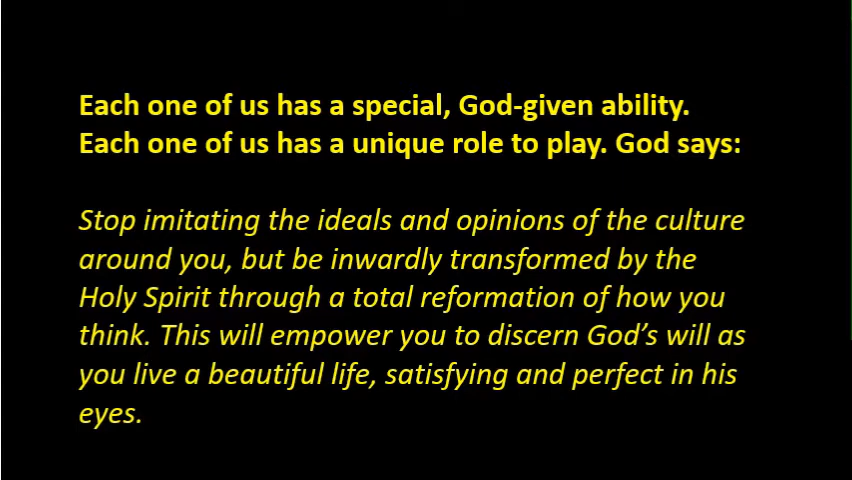 Each one of us has a special, God-given ability.
Each one of us has a unique role to play. God says:
Stop imitating the ideals and opinions of the culture
around you, but be inwardly transformed by the
Holy Spirit through a total reformation of how you
think. This will empower you to discern God’s will as
you live a beautiful life, satisfying and perfect in his
eyes.